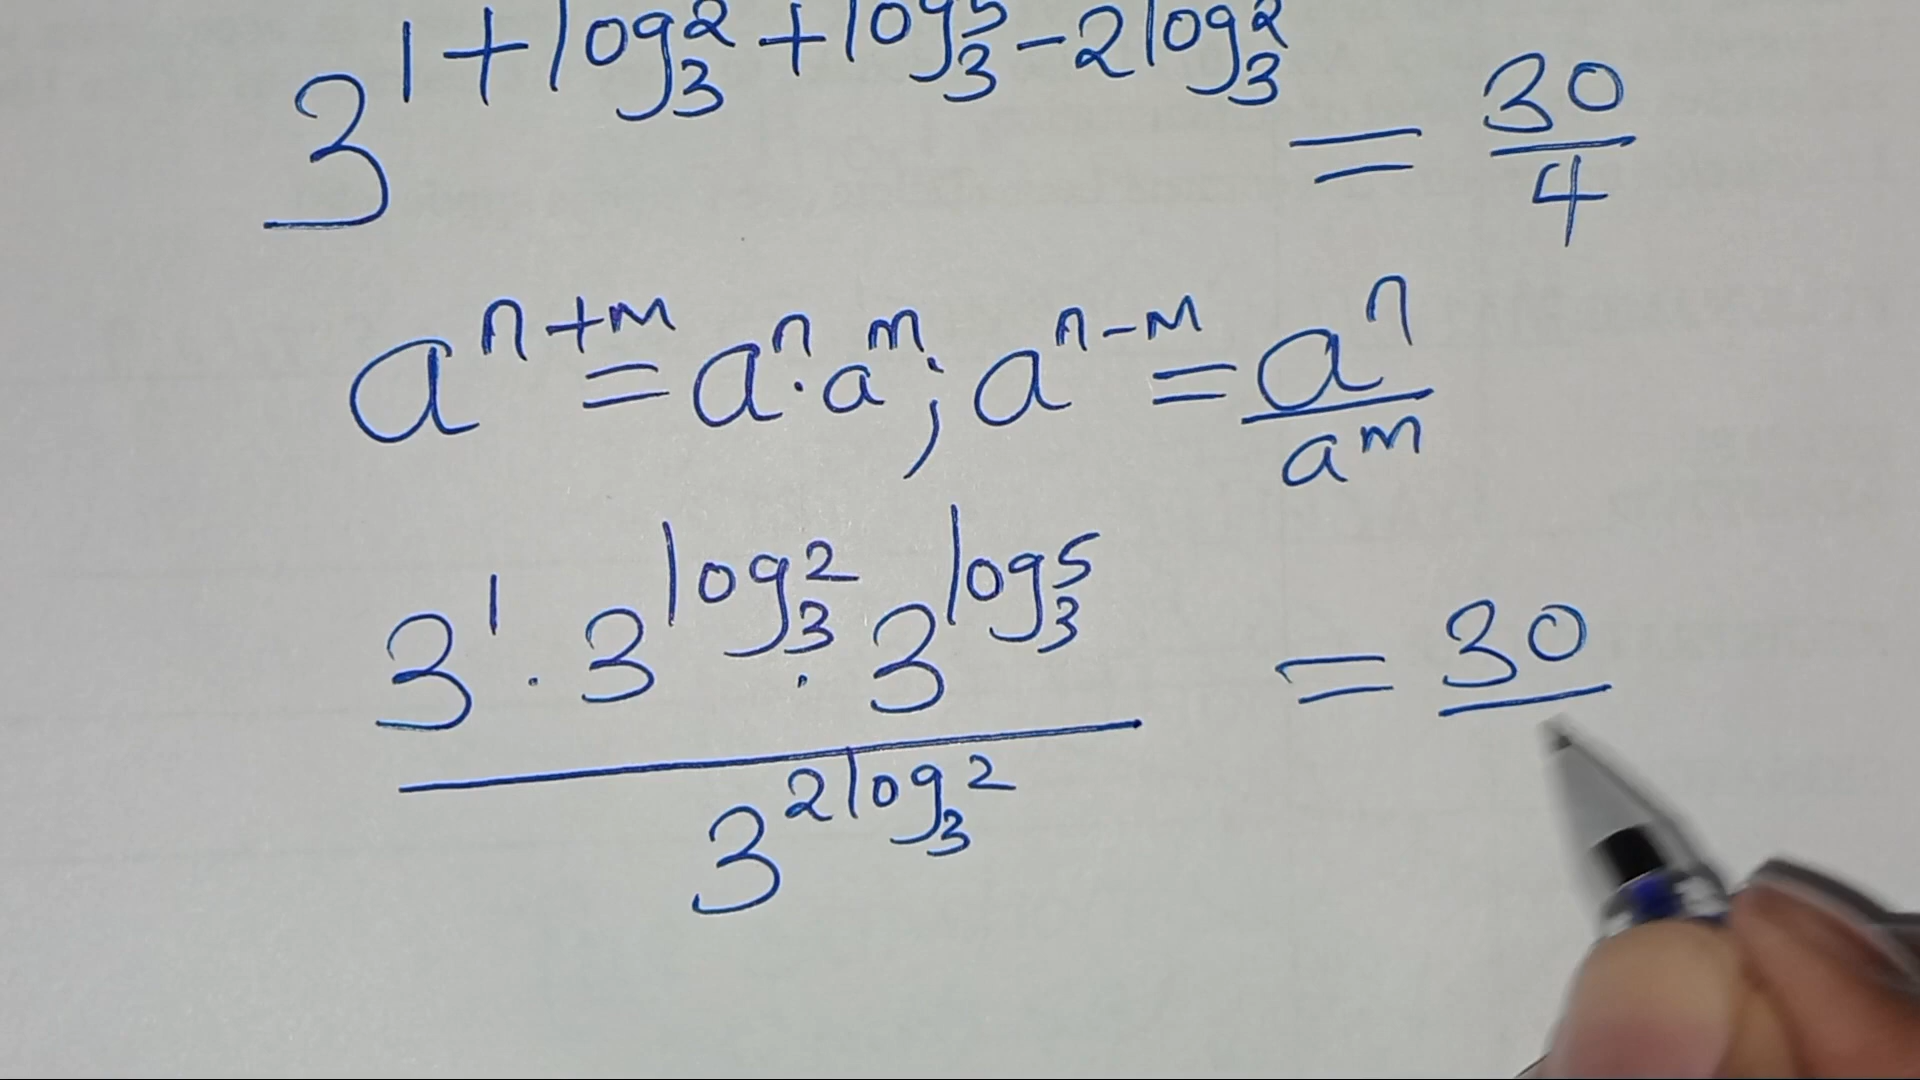 3^{1+log_3^2+log_3^5-2log_3^2} = 30/4
a^{n+m} = a^n · a^m ; a^{n-m} = a^n/a^m
3^1 · 3^{log_3^2} · 3^{log_3^5} / 3^{2log_3^2} = 30/